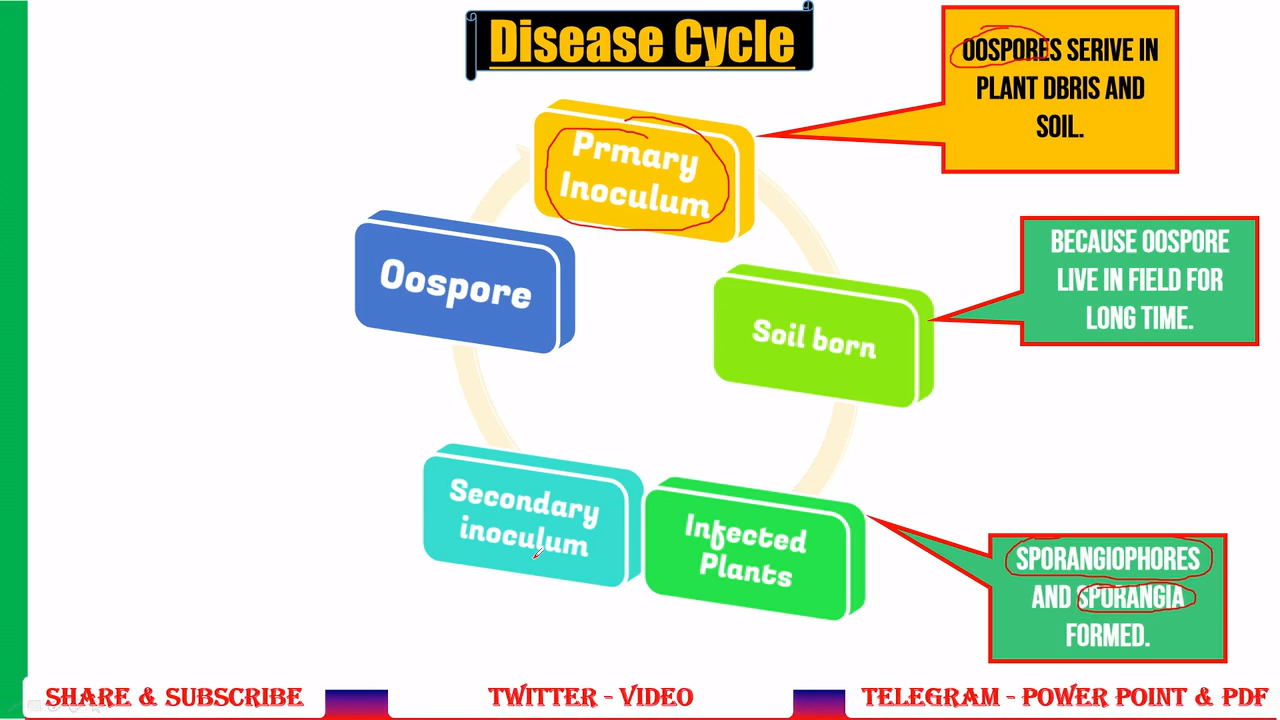 Disease Cycle
OOSPORES SERIVE IN
PLANT DBRIS AND
SOIL.
Prmary
Inoculum
BECAUSE OOSPORE
LIVE IN FIELD FOR
LONG TIME.
Oospore
Soil born
Secondary
inoculum
Infected
Plants
SPORANGIOPHORES
AND SPORANGIA
FORMED.
SHARE & SUBSCRIBE
TWITTER - VIDEO
TELEGRAM - POWER POINT & PDF